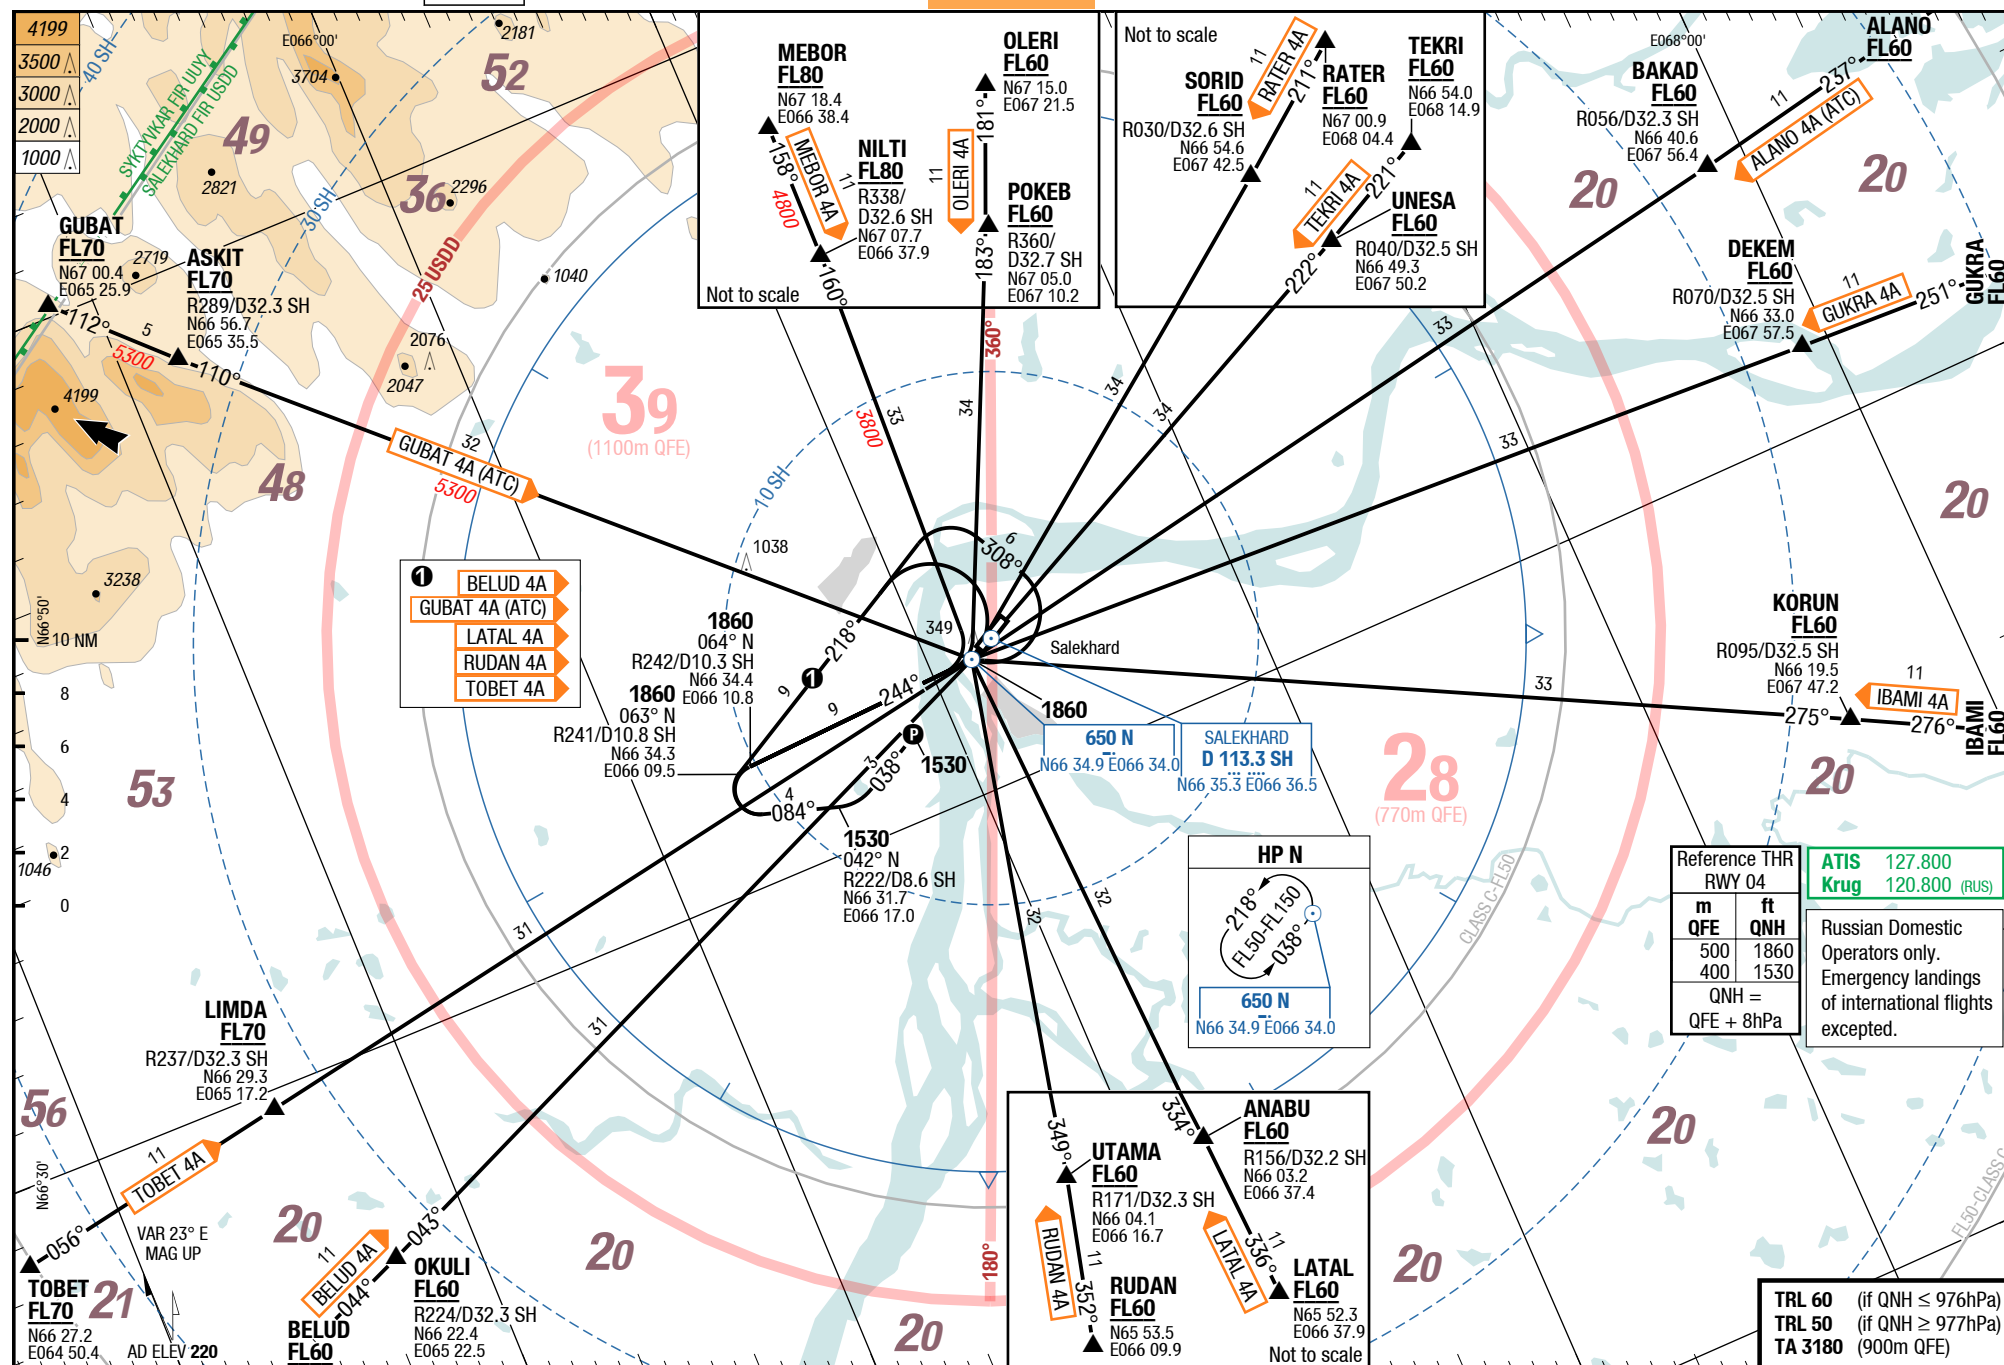 4199
3500
3000
2000
1000
40 SH
E066°00'
3704
2181
52
SYKTYVKAR FIR UUYY
SALEKHARD FIR USDD
49
2821
36
2296
30 SH
25 USDD
GUBAT
FL70
N67 00.4
E065 25.9
2719
ASKIT
FL70
R289/D32.3 SH
N66 56.7
E065 35.5
1040
112°
5
5300
110°
2076
2047
4199
48
32
GUBAT 4A (ATC)
5300
39
(1100m QFE)
3238
N66°50'
10 NM
8
6
4
2
0
53
1046
MEBOR
FL80
N67 18.4
E066 38.4
158°
MEBOR 4A
11
4800
NILTI
FL80
R338/
D32.6 SH
N67 07.7
E066 37.9
160°
Not to scale
OLERI
FL60
N67 15.0
E067 21.5
181°
11
OLERI 4A
POKEB
FL60
R360/
D32.7 SH
N67 05.0
E067 10.2
183°
Not to scale
SORID
FL60
R030/D32.6 SH
N66 54.6
E067 42.5
11
RATER 4A
211°
RATER
FL60
N67 00.9
E068 04.4
TEKRI
FL60
N66 54.0
E068 14.9
11
TEKRI 4A
221°
UNESA
FL60
R040/D32.5 SH
N66 49.3
E067 50.2
222°
E068°00'
ALANO
FL60
BAKAD
FL60
R056/D32.3 SH
N66 40.6
E067 56.4
11
237°
ALANO 4A (ATC)
20
20
DEKEM
FL60
R070/D32.5 SH
N66 33.0
E067 57.5
11
GUKRA 4A
251°
GUKRA
FL60
360°
33
3800
34
34
34
33
33
20
10 SH
1038
6
308°
❶
BELUD 4A
GUBAT 4A (ATC)
LATAL 4A
RUDAN 4A
TOBET 4A
1860
064° N
R242/D10.3 SH
N66 34.4
E066 10.8
1860
063° N
R241/D10.8 SH
N66 34.3
E066 09.5
349
218°
9
1
244°
9
Salekhard
33
KORUN
FL60
R095/D32.5 SH
N66 19.5
E067 47.2
11
IBAMI 4A
275°
276°
IBAMI
FL60
20
1860
650 N
N66 34.9 E066 34.0
SALEKHARD
D 113.3 SH
N66 35.3 E066 36.5
28
(770m QFE)
P
1530
3
038°
4
084°
1530
042° N
R222/D8.6 SH
N66 31.7
E066 17.0
31
31
32
32
HP N
218°
FL50-FL150
038°
650 N
N66 34.9 E066 34.0
CLASS C-FL50
Reference THR
RWY 04
m ft
QFE QNH
500 1860
400 1530
QNH =
QFE + 8hPa
ATIS 127.800
Krug 120.800 (RUS)
Russian Domestic
Operators only.
Emergency landings
of international flights
excepted.
LIMDA
FL70
R237/D32.3 SH
N66 29.3
E065 17.2
56
N66°30'
11
TOBET 4A
056°
TOBET
FL70
N66 27.2
E064 50.4
21
VAR 23° E
MAG UP
AD ELEV 220
20
11
BELUD 4A
044°
043°
BELUD
FL60
OKULI
FL60
R224/D32.3 SH
N66 22.4
E065 22.5
20
20
180°
349°
UTAMA
FL60
R171/D32.3 SH
N66 04.1
E066 16.7
RUDAN 4A
11
352°
RUDAN
FL60
N65 53.5
E066 09.9
334°
ANABU
FL60
R156/D32.2 SH
N66 03.2
E066 37.4
LATAL 4A
11
336°
LATAL
FL60
N65 52.3
E066 37.9
Not to scale
20
20
FL50-CLASS C
TRL 60 (if QNH ≤ 976hPa)
TRL 50 (if QNH ≥ 977hPa)
TA 3180 (900m QFE)